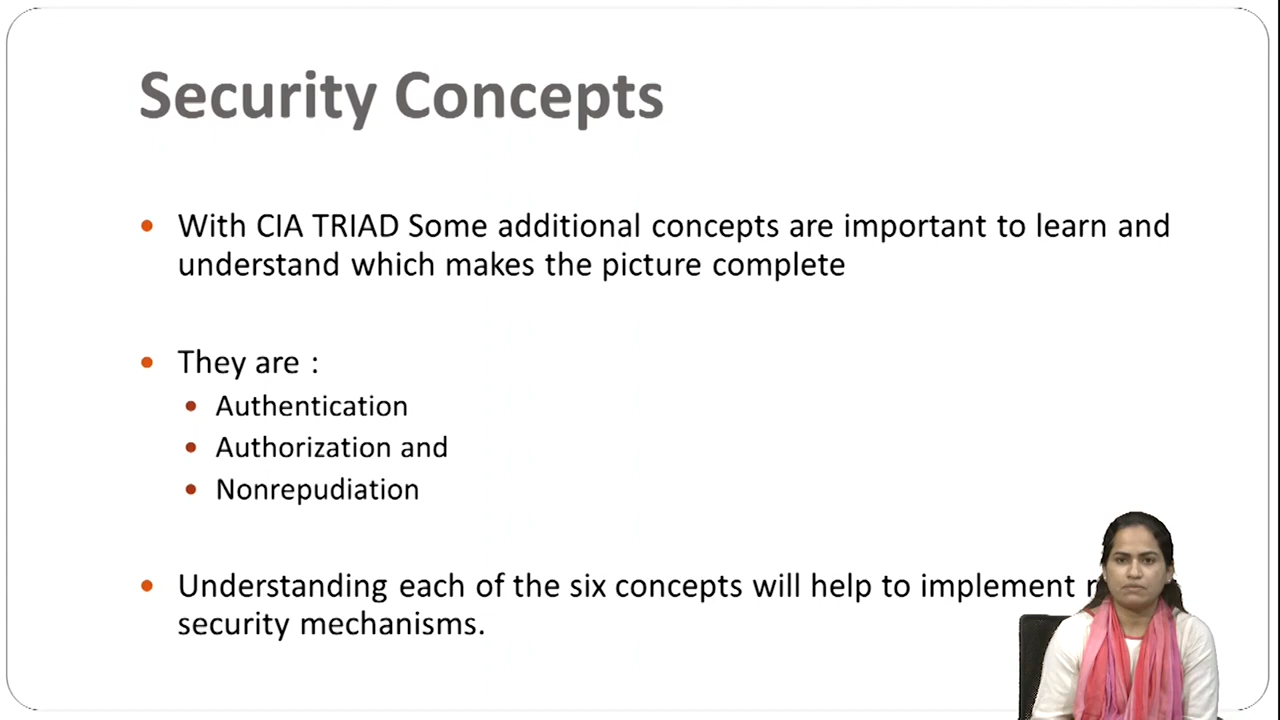 Security Concepts
With CIA TRIAD Some additional concepts are important to learn and
understand which makes the picture complete
They are :
Authentication
Authorization and
Nonrepudiation
Understanding each of the six concepts will help to implement
security mechanisms.